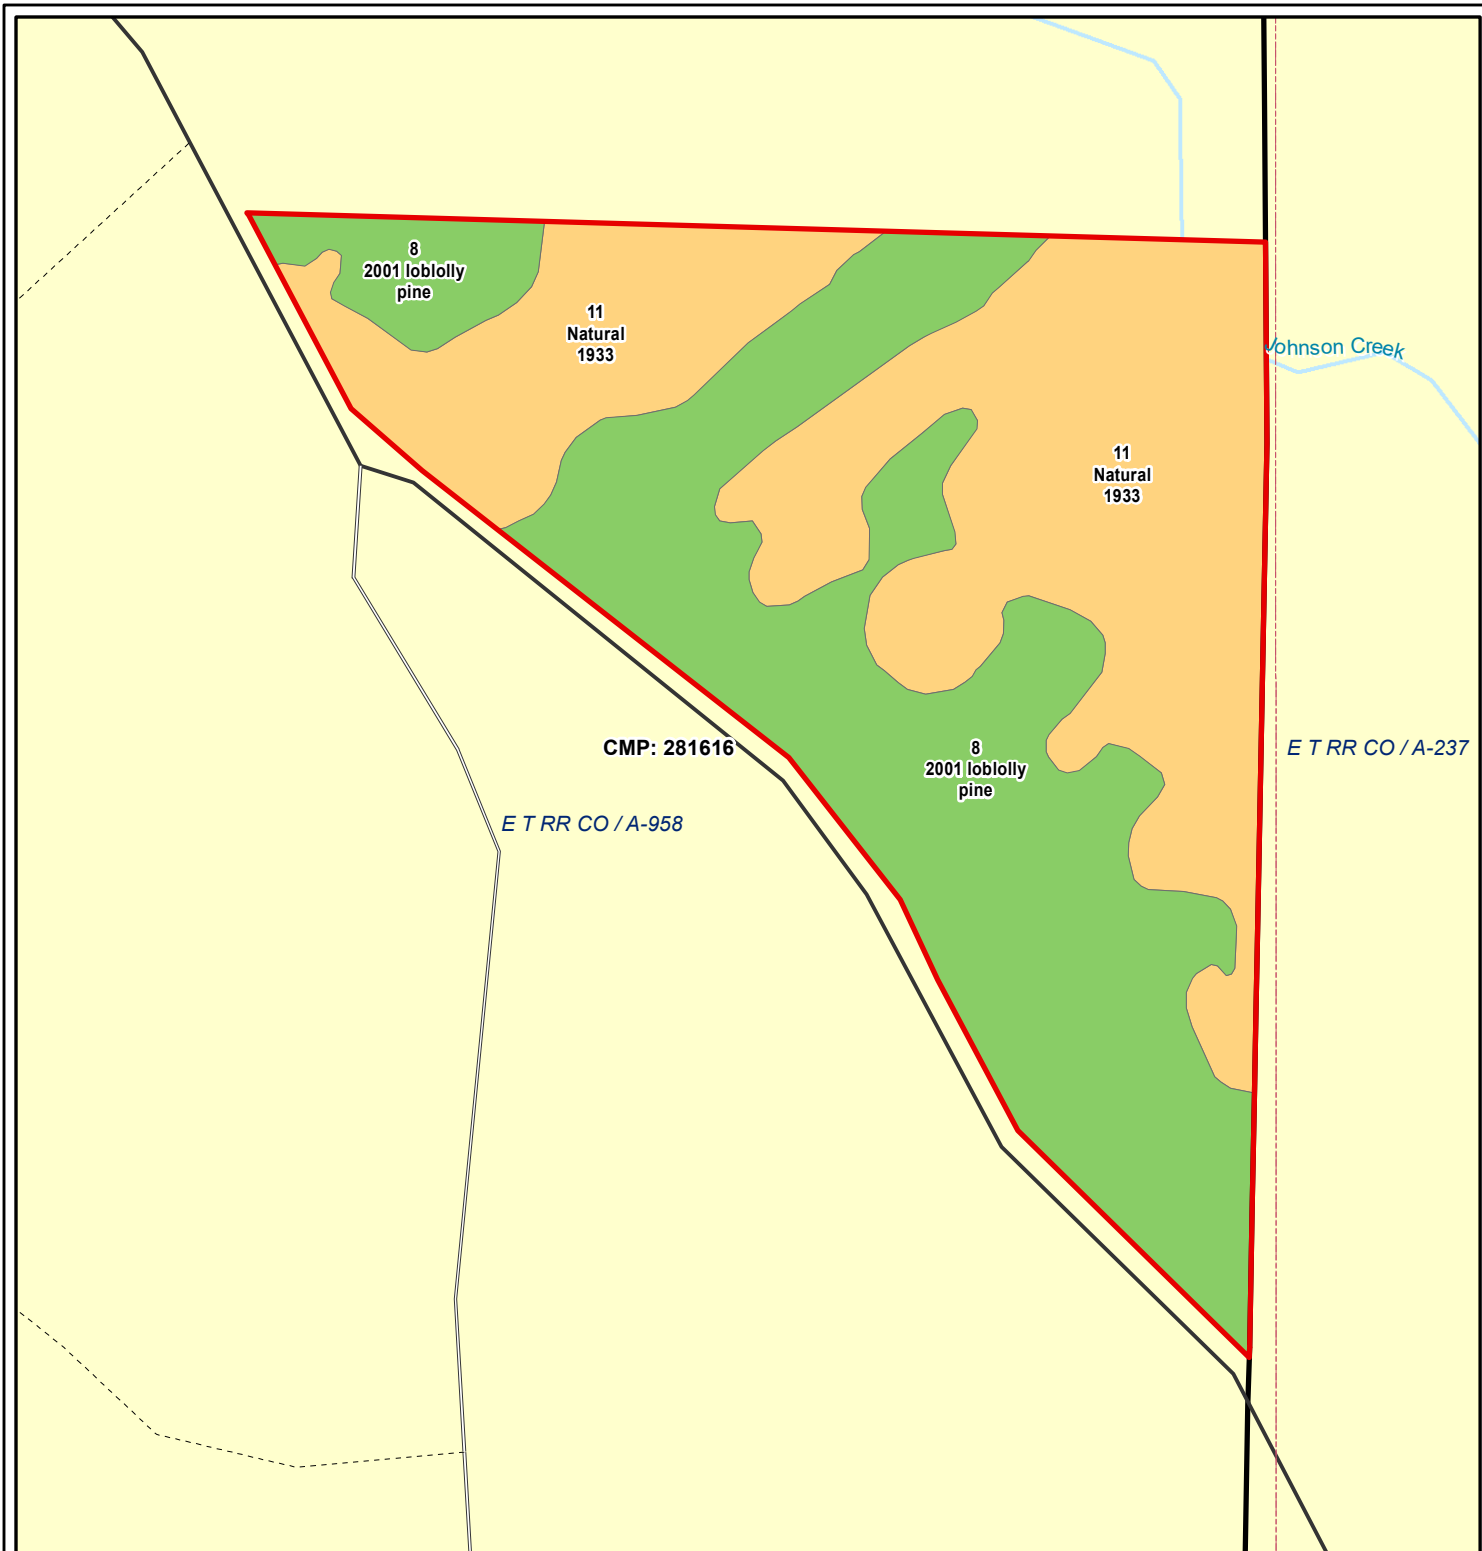 8
2001 loblolly
pine
11
Natural
1933
Johnson Creek
11
Natural
1933
CMP: 281616
8
2001 loblolly
pine
E T RR CO / A-237
E T RR CO / A-958